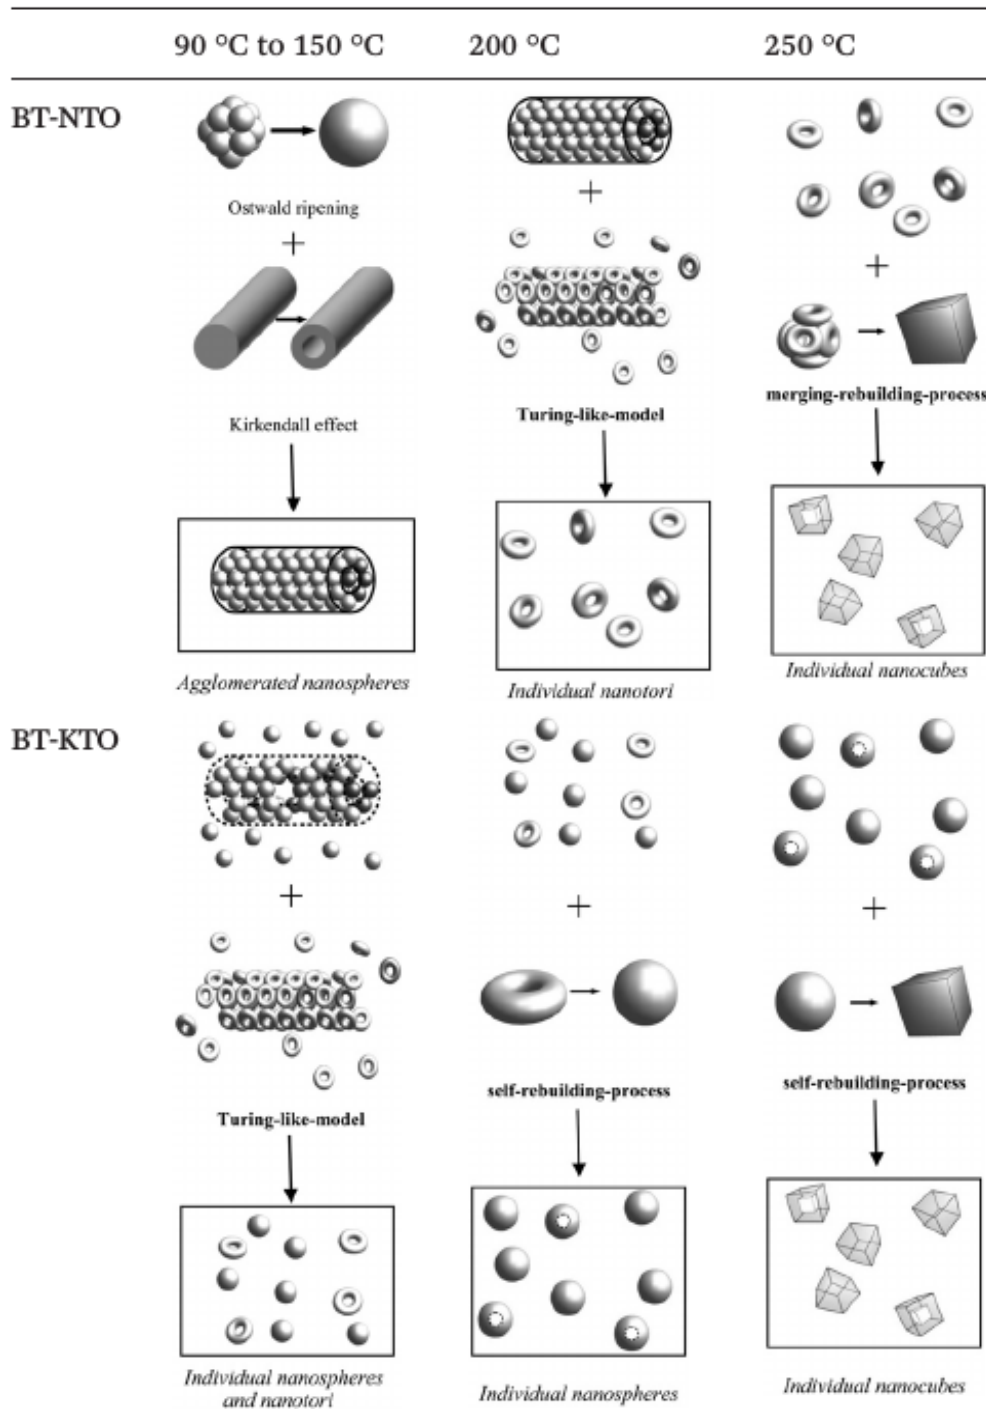 90 °C to 150 °C 200 °C 250 °C
BT-NTO
Ostwald ripening
+
+
+
Kirkendall effect
Turing-like-model
merging-rebuilding-process
Agglomerated nanospheres
Individual nanotori
Individual nanocubes
BT-KTO
+
+
+
Turing-like-model
self-rebuilding-process
self-rebuilding-process
Individual nanospheres
and nanotori
Individual nanospheres
Individual nanocubes